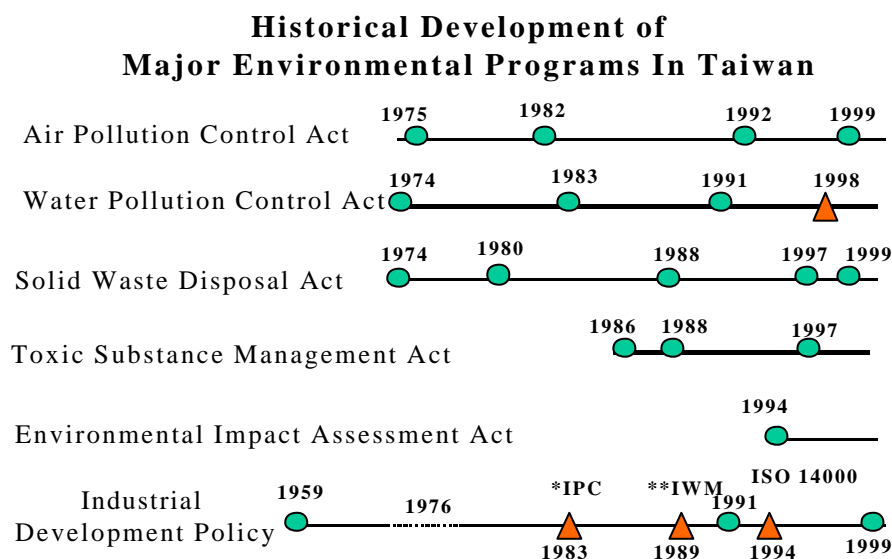 Historical Development of
Major Environmental Programs In Taiwan
1975 1982 1992 1999
Air Pollution Control Act
1974 1983 1991 1998
Water Pollution Control Act
1974 1980 1988 1997 1999
Solid Waste Disposal Act
1986 1988 1997
Toxic Substance Management Act
1994
Environmental Impact Assessment Act
*IPC **IWM ISO 14000
Industrial 1959 1976 1991
Development Policy
1983 1989 1994 1999